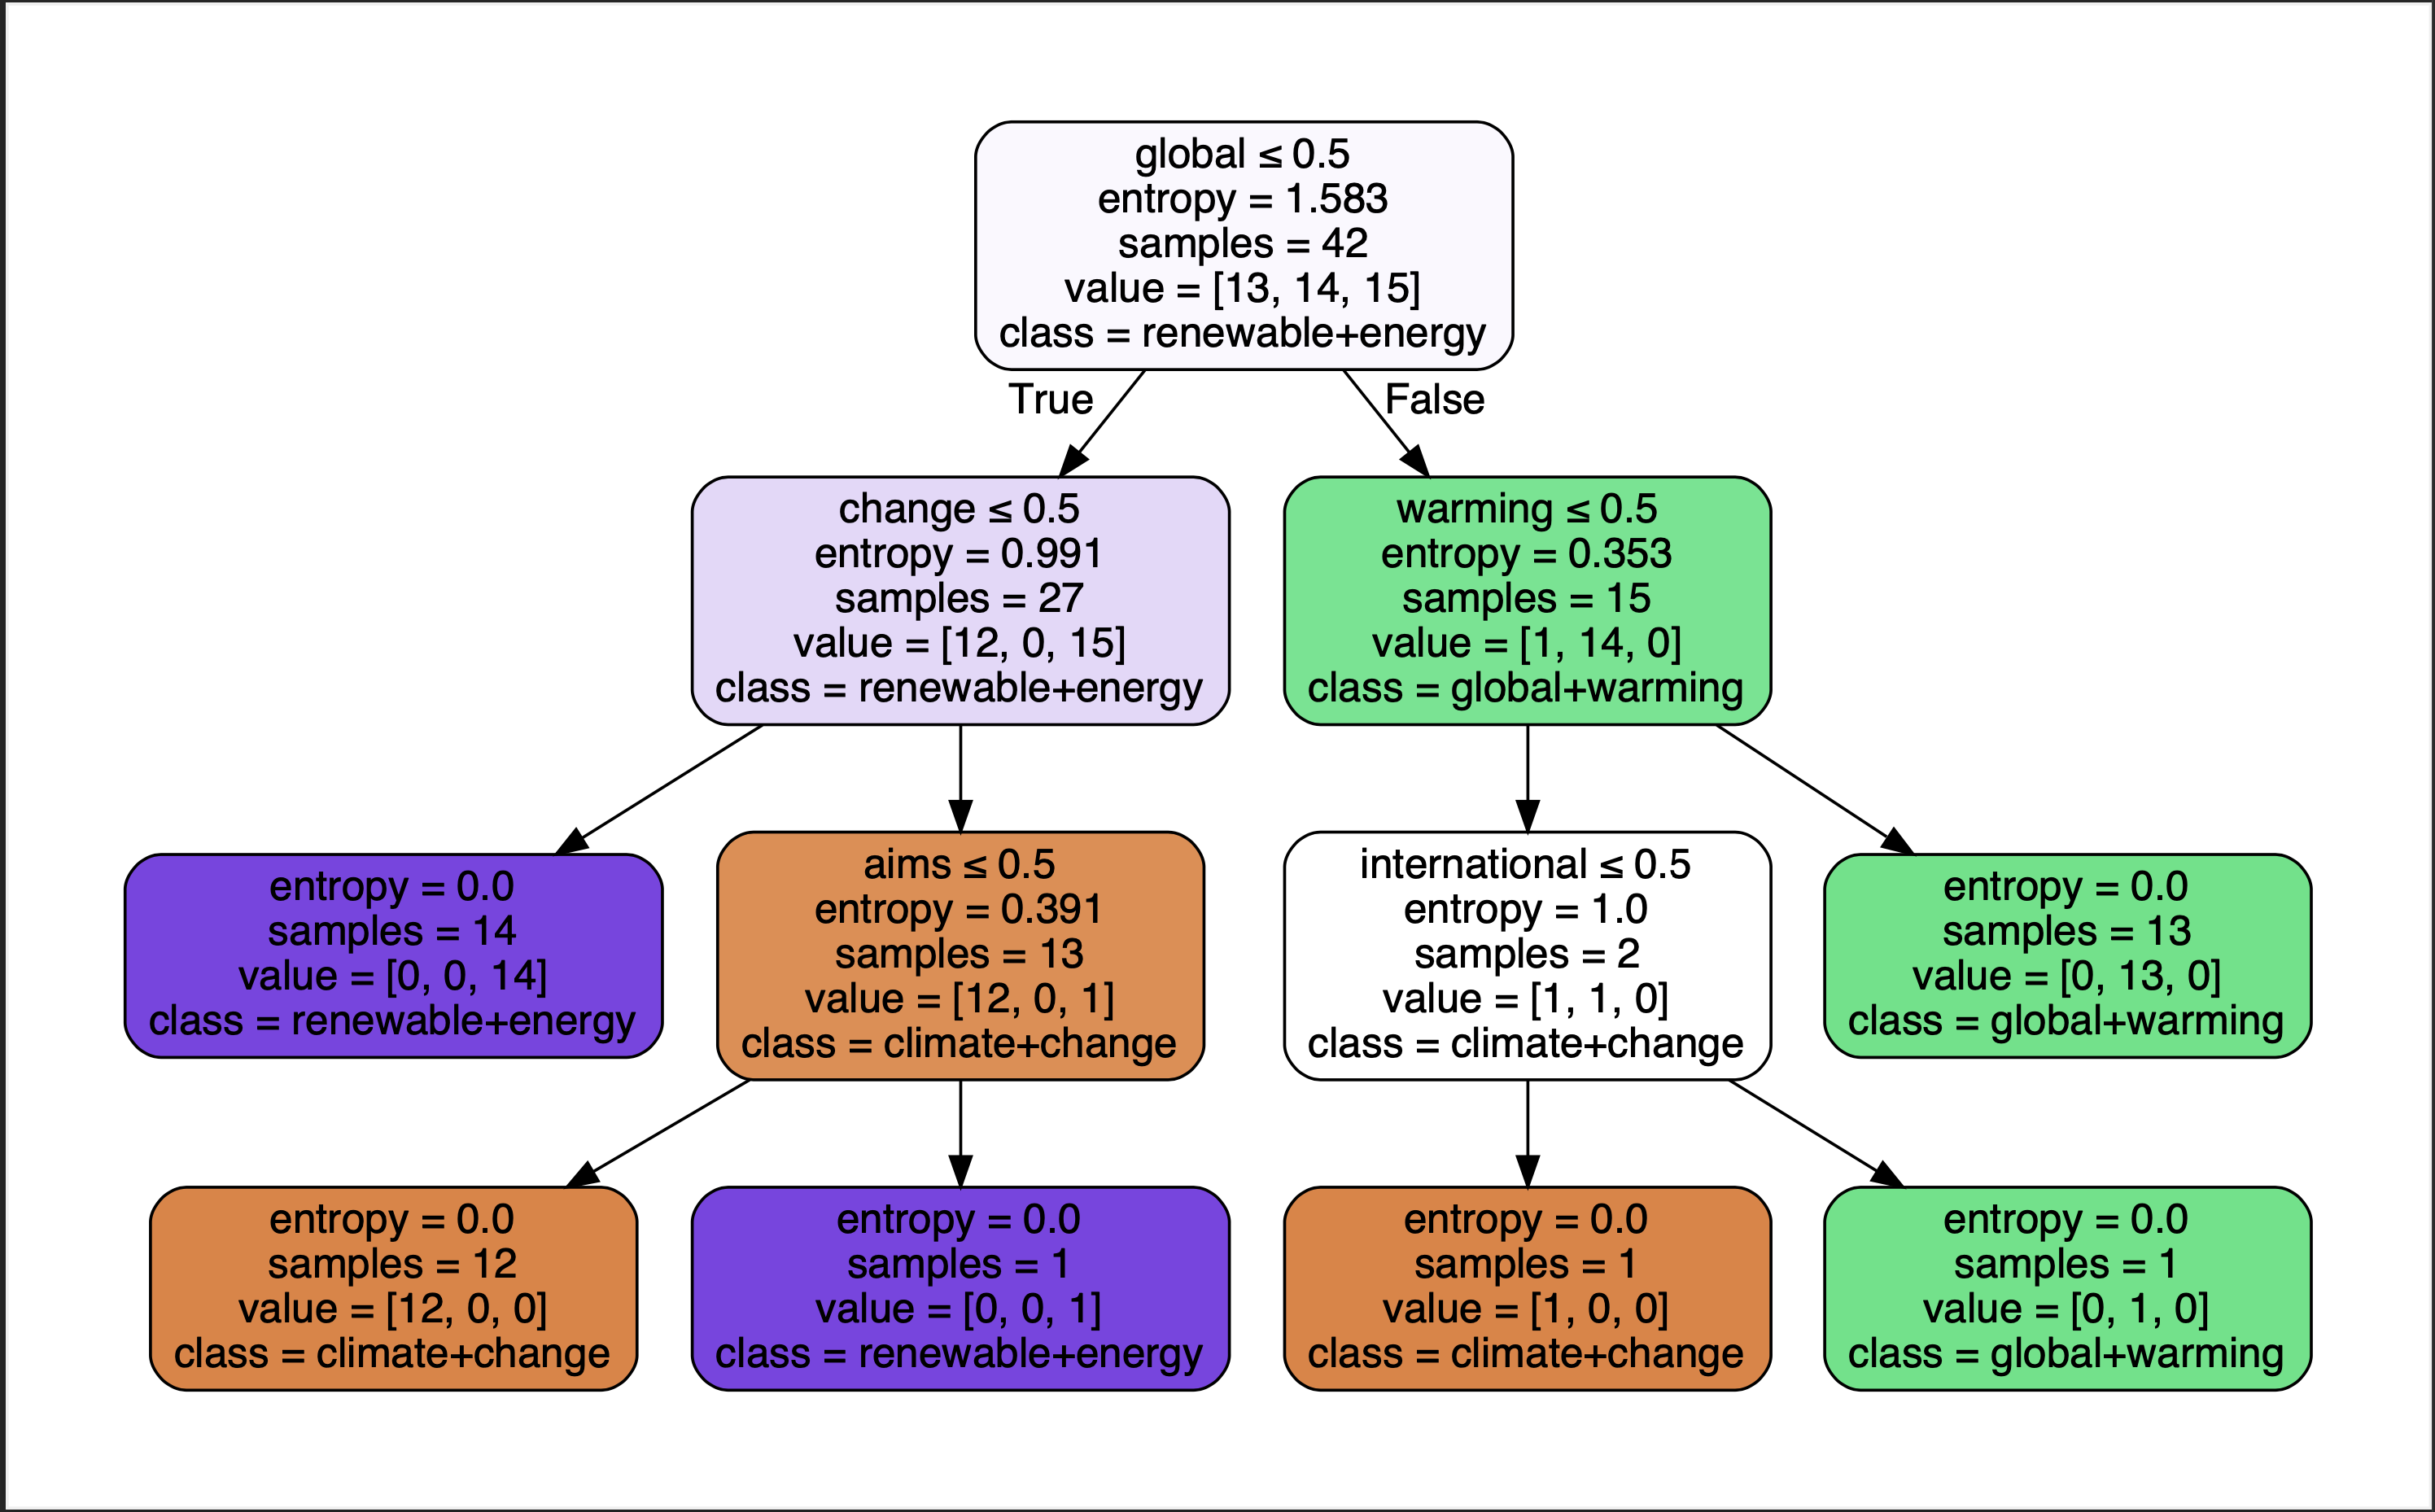 global ≤ 0.5
entropy = 1.583
samples = 42
value = [13, 14, 15]
class = renewable+energy
True
False
change ≤ 0.5
entropy = 0.991
samples = 27
value = [12, 0, 15]
class = renewable+energy
warming ≤ 0.5
entropy = 0.353
samples = 15
value = [1, 14, 0]
class = global+warming
entropy = 0.0
samples = 14
value = [0, 0, 14]
class = renewable+energy
aims ≤ 0.5
entropy = 0.391
samples = 13
value = [12, 0, 1]
class = climate+change
international ≤ 0.5
entropy = 1.0
samples = 2
value = [1, 1, 0]
class = climate+change
entropy = 0.0
samples = 13
value = [0, 13, 0]
class = global+warming
entropy = 0.0
samples = 12
value = [12, 0, 0]
class = climate+change
entropy = 0.0
samples = 1
value = [0, 0, 1]
class = renewable+energy
entropy = 0.0
samples = 1
value = [1, 0, 0]
class = climate+change
entropy = 0.0
samples = 1
value = [0, 1, 0]
class = global+warming